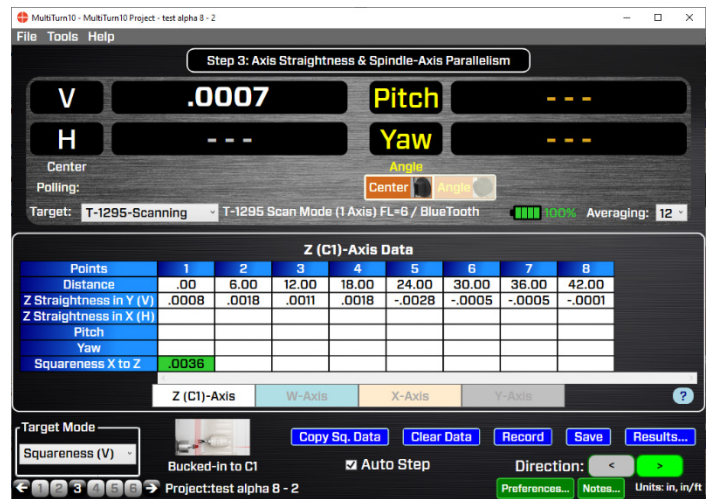 MultiTurn10 - MultiTurn10 Project - test alpha 8 - 2
File Tools Help
Step 3: Axis Straightness & Spindle-Axis Parallelism
V .0007 Pitch - - -
H - - - Yaw - - -
Center Angle
Polling: Center Angle
Target: T-1295-Scanning T-1295 Scan Mode (1 Axis) FL=6 / BlueTooth 100% Averaging: 12
Z (C1)-Axis Data
Points 1 2 3 4 5 6 7 8
Distance .00 6.00 12.00 18.00 24.00 30.00 36.00 42.00
Z Straightness in Y (V) .0008 .0018 .0011 .0018 -.0028 -.0005 -.0005 -.0001
Z Straightness in X (H)
Pitch
Yaw
Squareness X to Z .0036
Z (C1)-Axis W-Axis X-Axis Y-Axis ?
Target Mode
Squareness (V)
Copy Sq. Data Clear Data Record Save Results...
Bucked-in to C1 Auto Step Direction: < >
1 2 3 4 5 6 Project:test alpha 8 - 2 Preferences... Notes... Units: in, in/ft